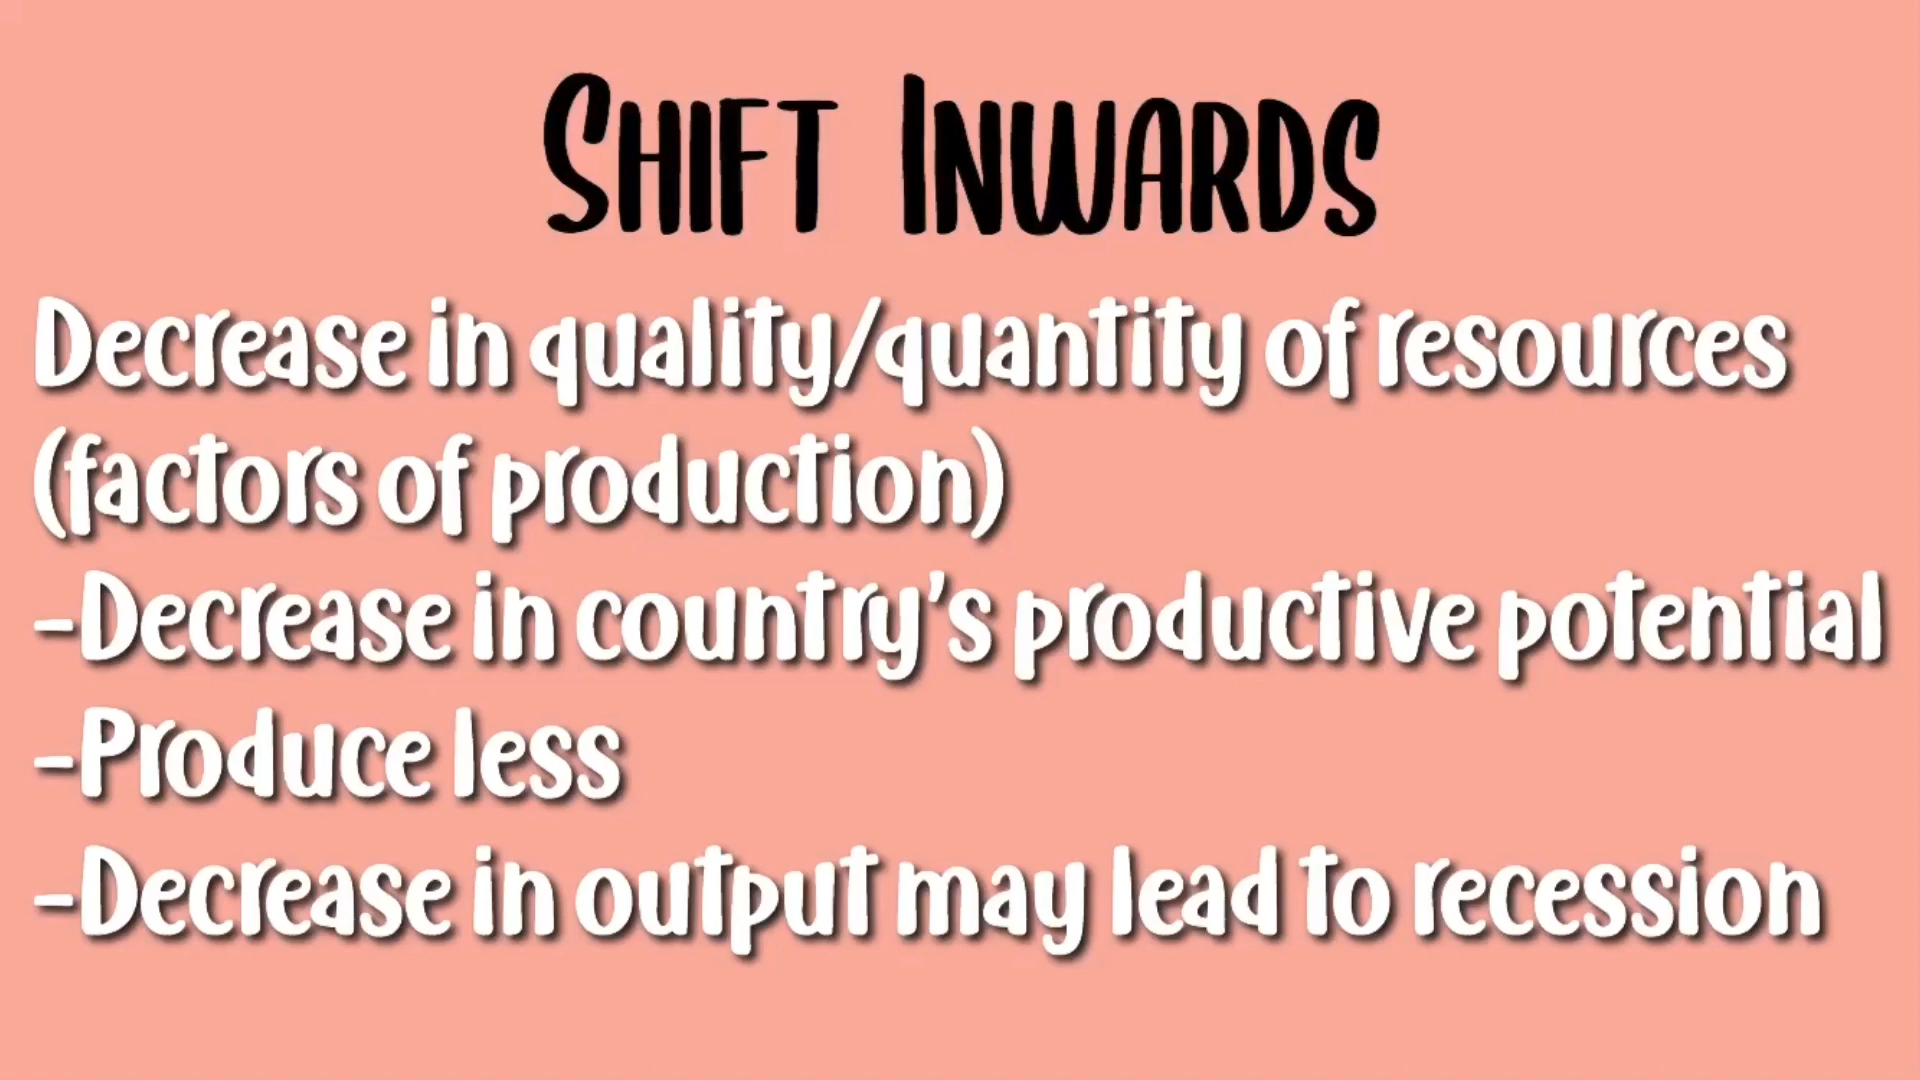 SHIFT INWARDS
Decrease in quality/quantity of resources
(factors of production)
-Decrease in country's productive potential
-Produce less
-Decrease in output may lead to recession